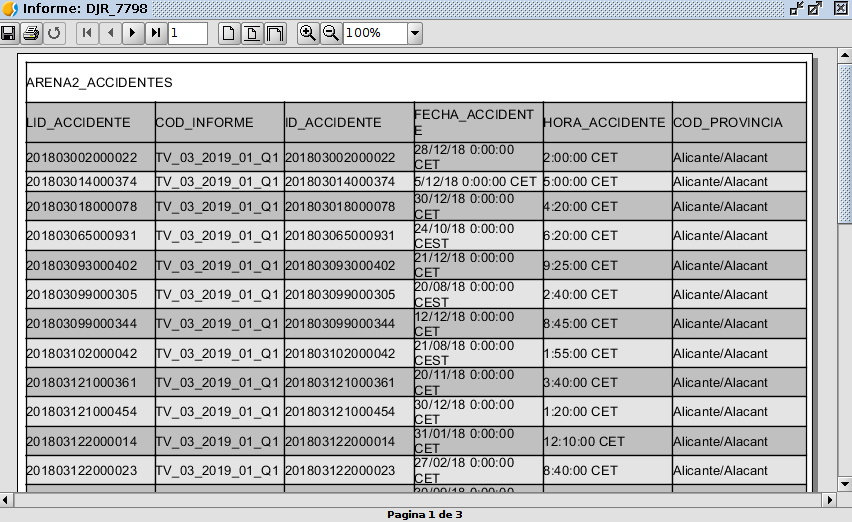 Informe: DJR_7798
1
100%
ARENA2_ACCIDENTES
LID_ACCIDENTE COD_INFORME ID_ACCIDENTE FECHA_ACCIDENT HORA_ACCIDENTE COD_PROVINCIA
E
201803002000022 TV_03_2019_01_Q1 201803002000022 28/12/18 0:00:00 2:00:00 CET Alicante/Alacant
CET
201803014000374 TV_03_2019_01_Q1 201803014000374 5/12/18 0:00:00 CET 5:00:00 CET Alicante/Alacant
201803018000078 TV_03_2019_01_Q1 201803018000078 30/12/18 0:00:00 4:20:00 CET Alicante/Alacant
CET
201803065000931 TV_03_2019_01_Q1 201803065000931 24/10/18 0:00:00 6:20:00 CET Alicante/Alacant
CEST
201803093000402 TV_03_2019_01_Q1 201803093000402 21/12/18 0:00:00 9:25:00 CET Alicante/Alacant
CET
201803099000305 TV_03_2019_01_Q1 201803099000305 20/08/18 0:00:00 2:40:00 CET Alicante/Alacant
CEST
201803099000344 TV_03_2019_01_Q1 201803099000344 12/12/18 0:00:00 8:45:00 CET Alicante/Alacant
CET
201803102000042 TV_03_2019_01_Q1 201803102000042 21/08/18 0:00:00 1:55:00 CET Alicante/Alacant
CEST
201803121000361 TV_03_2019_01_Q1 201803121000361 20/11/18 0:00:00 3:40:00 CET Alicante/Alacant
CET
201803121000454 TV_03_2019_01_Q1 201803121000454 30/12/18 0:00:00 1:20:00 CET Alicante/Alacant
CET
201803122000014 TV_03_2019_01_Q1 201803122000014 31/01/18 0:00:00 12:10:00 CET Alicante/Alacant
CET
201803122000023 TV_03_2019_01_Q1 201803122000023 27/02/18 0:00:00 8:40:00 CET Alicante/Alacant
CET
Pagina 1 de 3